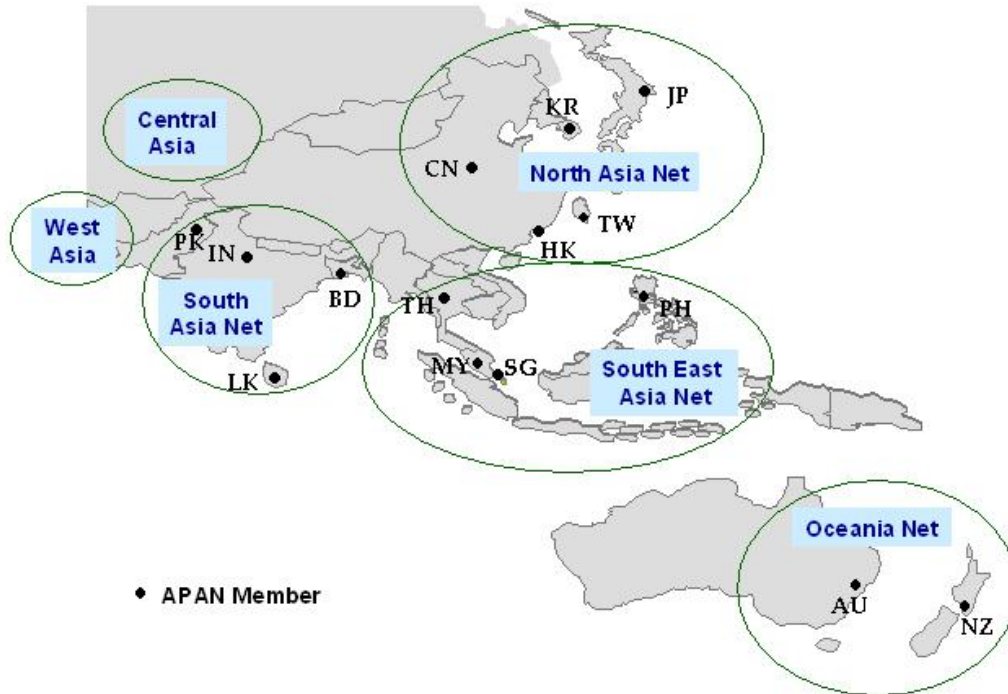 JP
KR
Central
Asia
CN
North Asia Net
West
Asia
PK
IN
TW
HK
BD
South
Asia Net
TH
PH
MY
SG
LK
South East
Asia Net
Oceania Net
APAN Member
AU
NZ